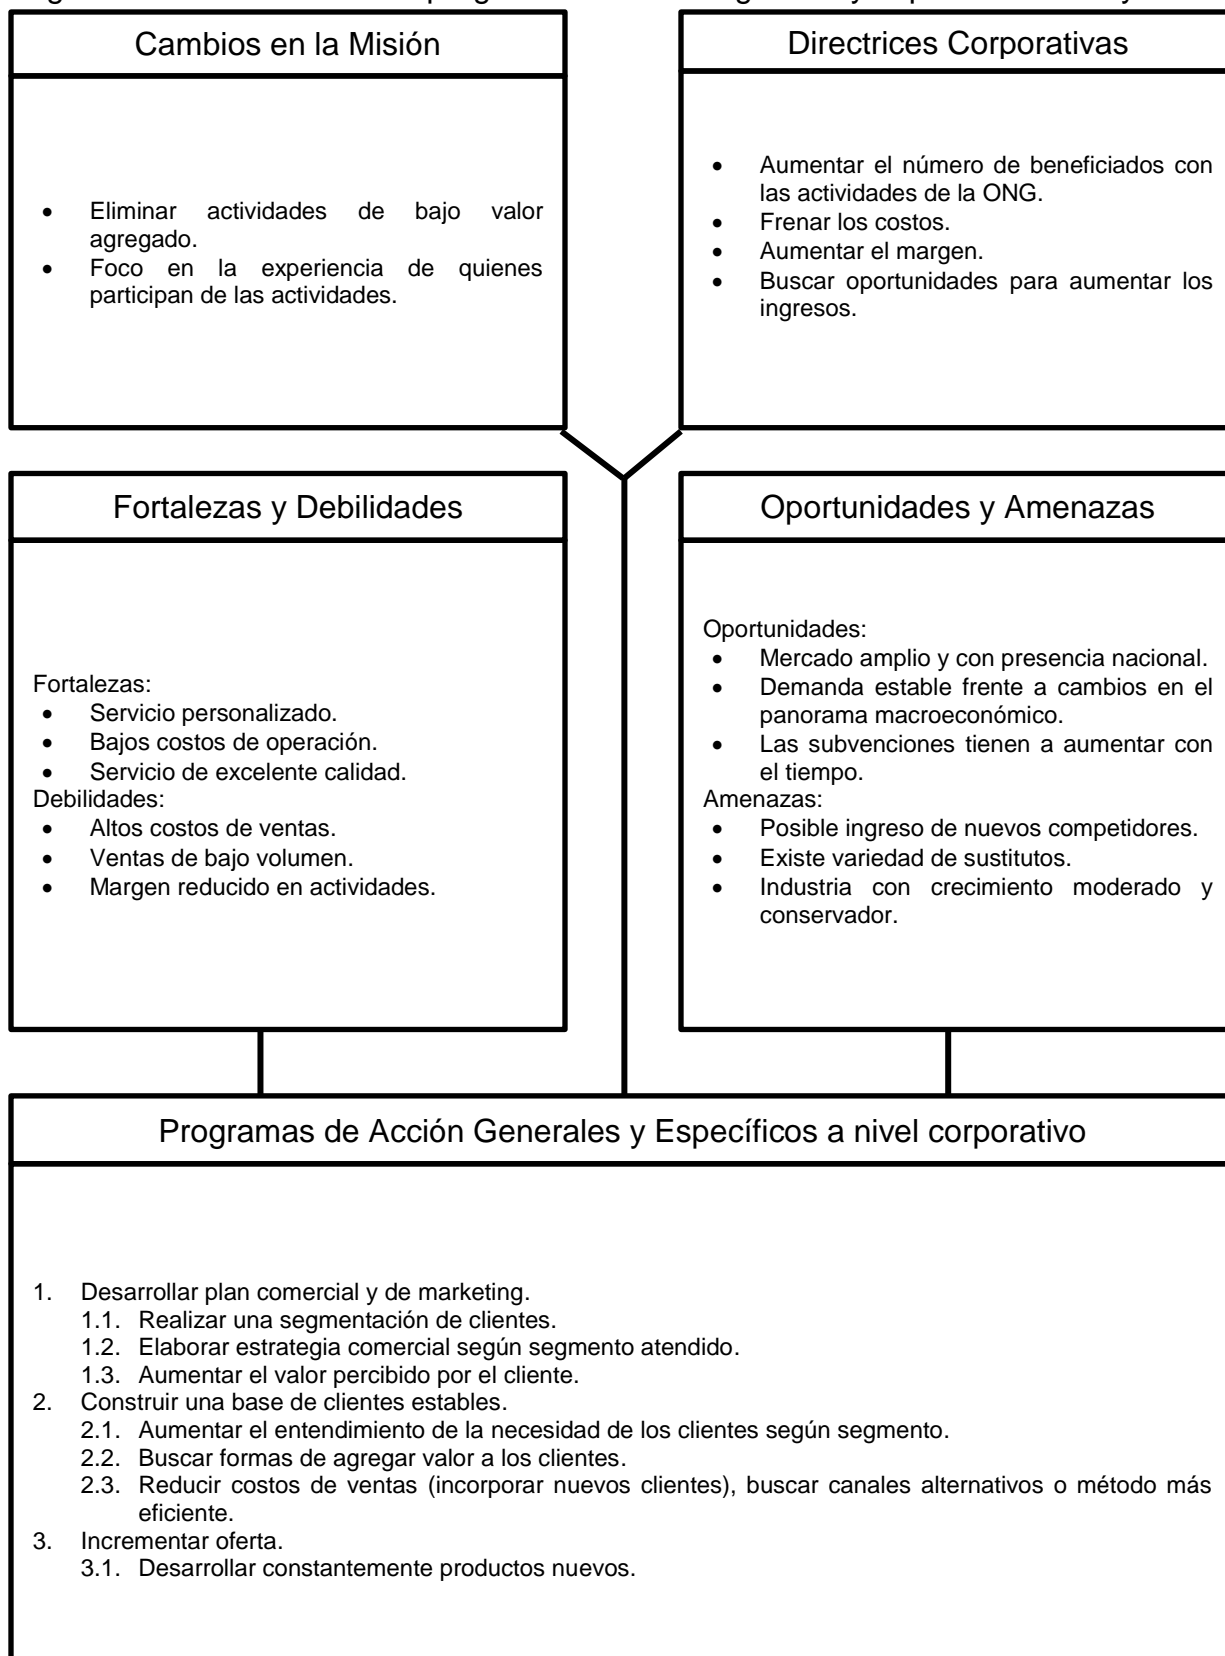 Cambios en la Misión
• Eliminar actividades de bajo valor
agregado.
• Foco en la experiencia de quienes
participan de las actividades.
Directrices Corporativas
• Aumentar el número de beneficiados con
las actividades de la ONG.
• Frenar los costos.
• Aumentar el margen.
• Buscar oportunidades para aumentar los
ingresos.
Fortalezas y Debilidades
Fortalezas:
• Servicio personalizado.
• Bajos costos de operación.
• Servicio de excelente calidad.
Debilidades:
• Altos costos de ventas.
• Ventas de bajo volumen.
• Margen reducido en actividades.
Oportunidades y Amenazas
Oportunidades:
• Mercado amplio y con presencia nacional.
• Demanda estable frente a cambios en el
panorama macroeconómico.
• Las subvenciones tienen a aumentar con
el tiempo.
Amenazas:
• Posible ingreso de nuevos competidores.
• Existe variedad de sustitutos.
• Industria con crecimiento moderado y
conservador.
Programas de Acción Generales y Específicos a nivel corporativo
1. Desarrollar plan comercial y de marketing.
1.1. Realizar una segmentación de clientes.
1.2. Elaborar estrategia comercial según segmento atendido.
1.3. Aumentar el valor percibido por el cliente.
2. Construir una base de clientes estables.
2.1. Aumentar el entendimiento de la necesidad de los clientes según segmento.
2.2. Buscar formas de agregar valor a los clientes.
2.3. Reducir costos de ventas (incorporar nuevos clientes), buscar canales alternativos o método más
eficiente.
3. Incrementar oferta.
3.1. Desarrollar constantemente productos nuevos.